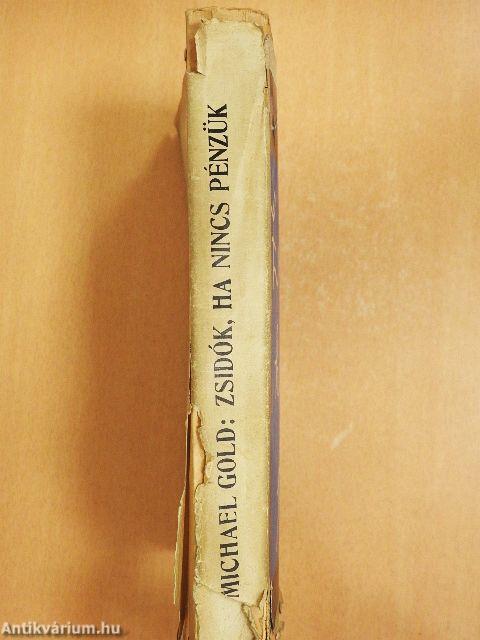 MICHAEL GOLD: ZSIDÓK, HA NINCS PÉNZÜK
Antikvárium.hu